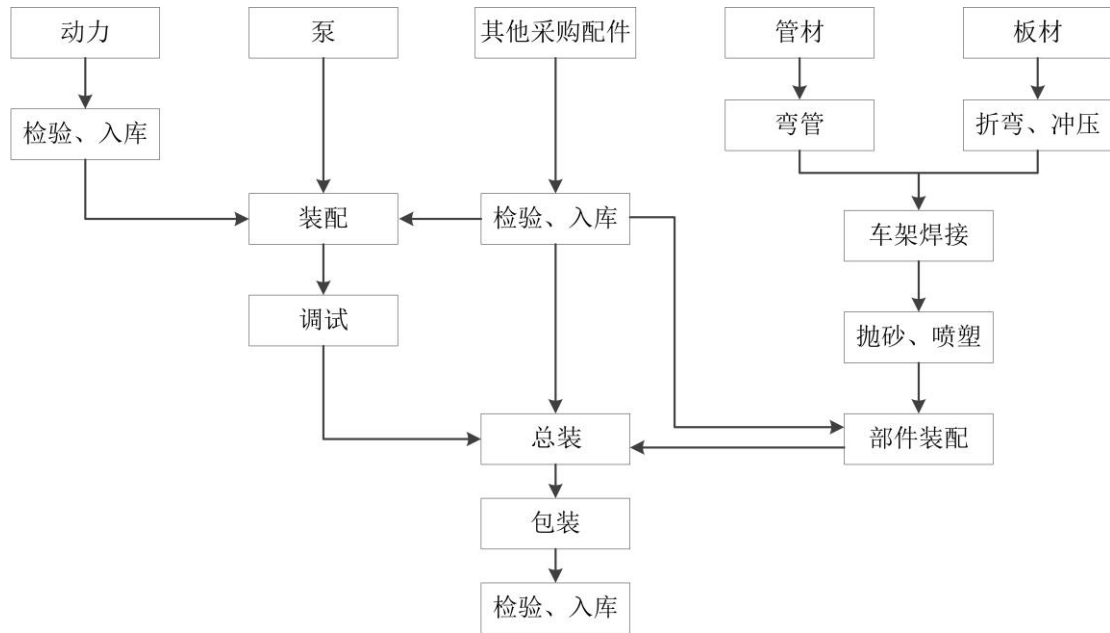 动力
泵
其他采购配件
管材
板材
检验、入库
弯管
折弯、冲压
装配
检验、入库
车架焊接
调试
抛砂、喷塑
总装
部件装配
包装
检验、入库